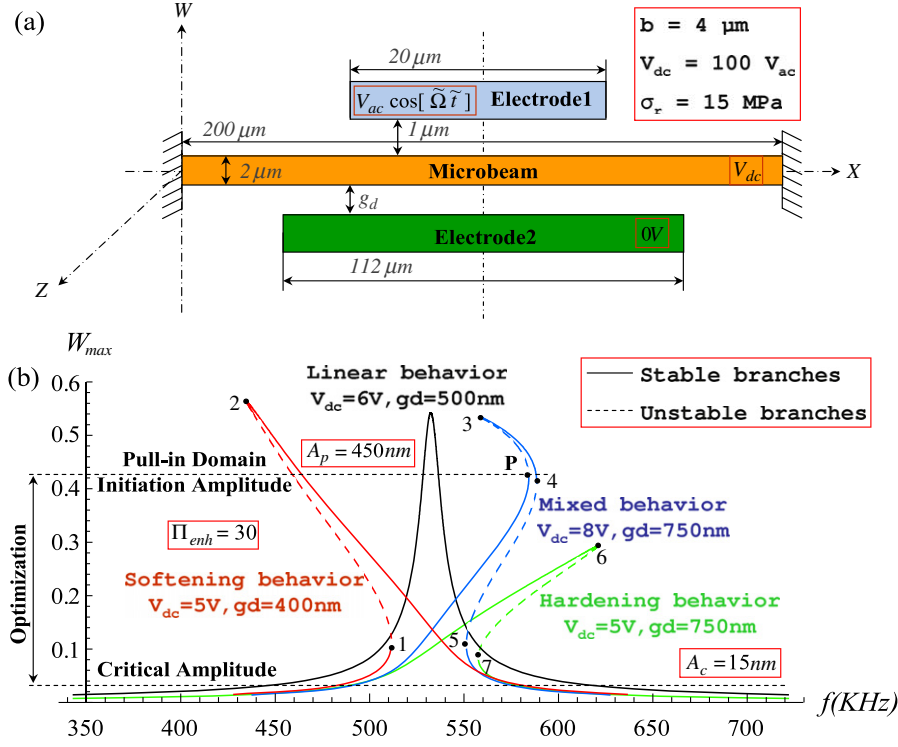 (a)
W
b = 4 μm
V_dc = 100 V_ac
σ_r = 15 MPa
20 μm
V_ac cos[ Ω̃ t̃ ] Electrode1
200 μm
1 μm
2 μm
Microbeam
V_dc
X
g_d
Electrode2
0V
112 μm
Z
W_max
(b)
Linear behavior
V_dc=6V,gd=500nm
Stable branches
Unstable branches
0.6
0.5
0.4
0.3
0.2
0.1
2
3
A_p = 450nm
Pull-in Domain
Initiation Amplitude
P
4
Mixed behavior
V_dc=8V,gd=750nm
Π_enh = 30
6
Optimization
Softening behavior
V_dc=5V,gd=400nm
Hardening behavior
V_dc=5V,gd=750nm
1
5
7
Critical Amplitude
A_c = 15nm
350 400 450 500 550 600 650 700
f(KHz)